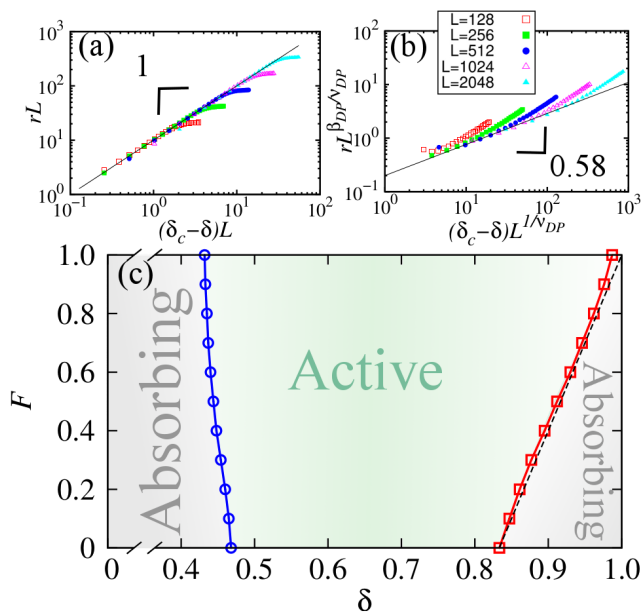 (a)
rL
10³
10²
10¹
10⁰
1
10⁻¹ 10⁰ 10¹ 10²
(δc−δ)L
(b)
rL^βDP/νDP
10²
10¹
10⁰
10⁻¹
L=128
L=256
L=512
L=1024
L=2048
0.58
10⁰ 10¹ 10² 10³
(δc−δ)L^1/νDP
(c)
F
1.0
0.8
0.6
0.4
0.2
0
Absorbing
Active
Absorbing
0 0.4 0.5 0.6 0.7 0.8 0.9 1.0
δ